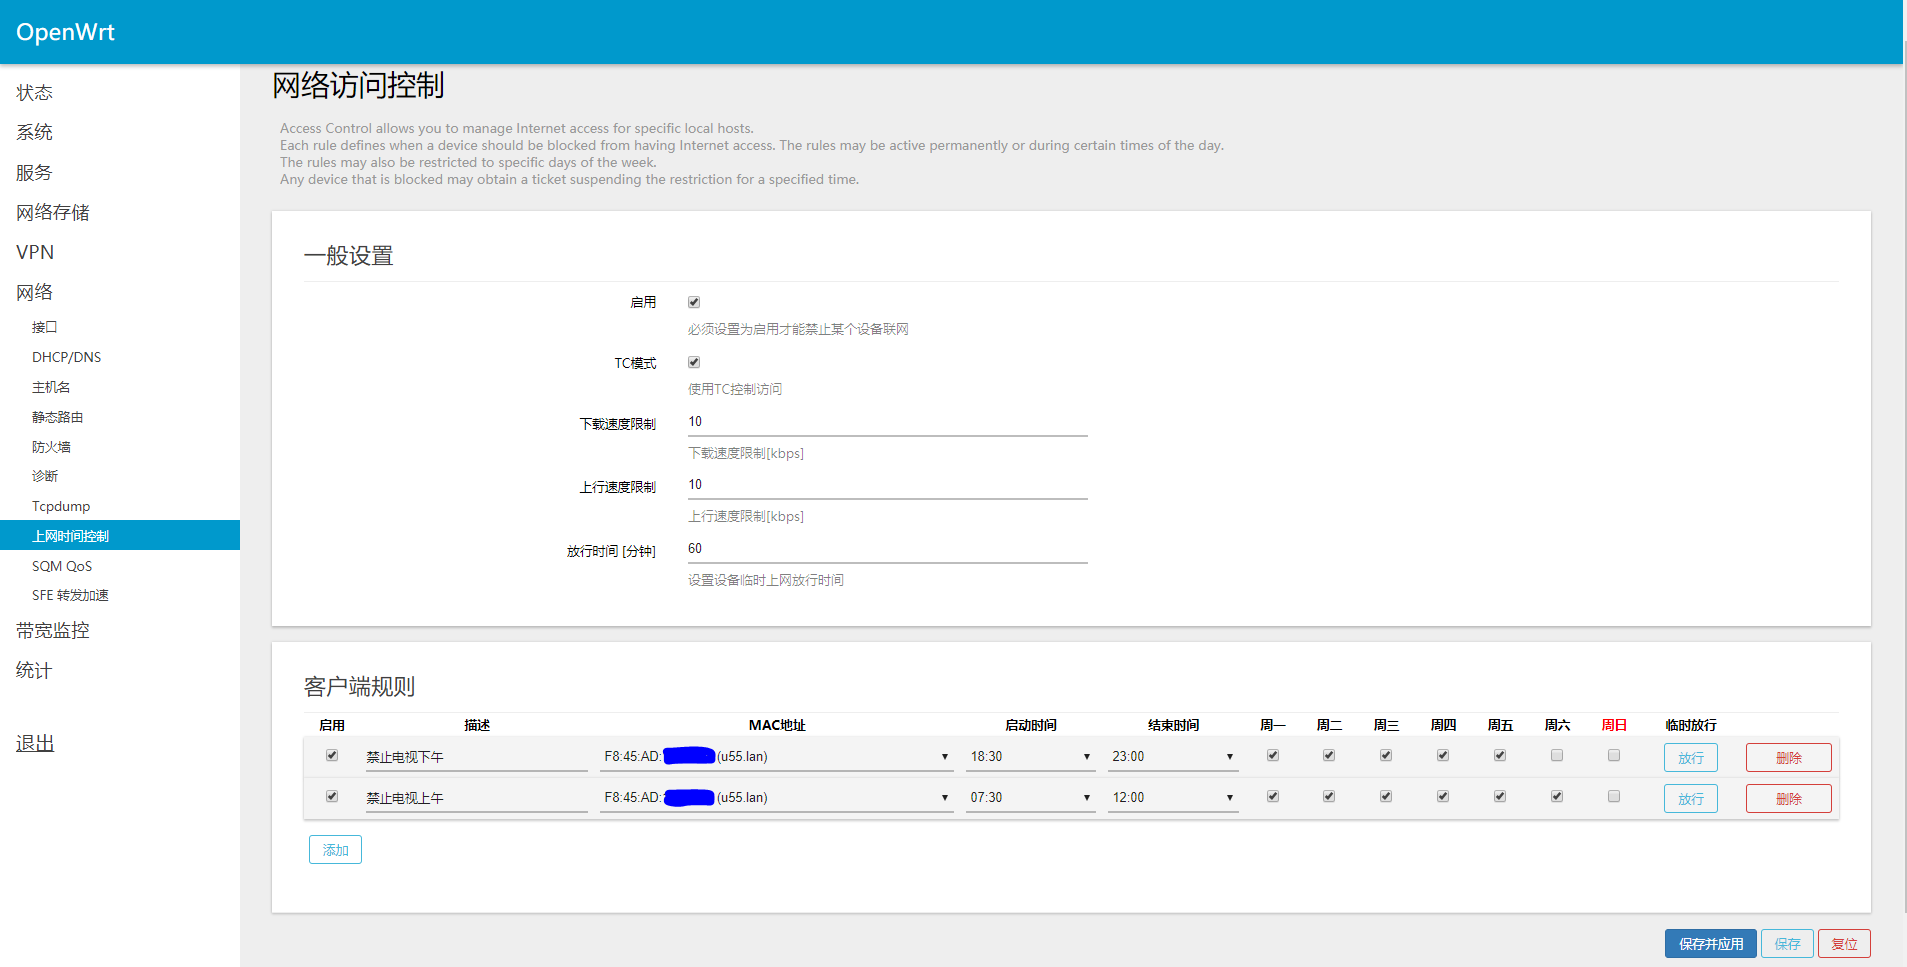 OpenWrt
状态
系统
服务
网络存储
VPN
网络
接口
DHCP/DNS
主机名
静态路由
防火墙
诊断
Tcpdump
上网时间控制
SQM QoS
SFE 转发加速
带宽监控
统计
退出
网络访问控制
Access Control allows you to manage Internet access for specific local hosts.
Each rule defines when a device should be blocked from having Internet access. The rules may be active permanently or during certain times of the day.
The rules may also be restricted to specific days of the week.
Any device that is blocked may obtain a ticket suspending the restriction for a specified time.
一般设置
启用
必须设置为启用才能禁止某个设备联网
TC模式
使用TC控制访问
下载速度限制 10
下载速度限制[kbps]
上行速度限制 10
上行速度限制[kbps]
放行时间 [分钟] 60
设置设备临时上网放行时间
客户端规则
启用 描述 MAC地址 启动时间 结束时间 周一 周二 周三 周四 周五 周六 周日 临时放行
禁止电视下午 F8:45:AD: (u55.lan) 18:30 23:00 放行 删除
禁止电视上午 F8:45:AD: (u55.lan) 07:30 12:00 放行 删除
添加
保存并应用 保存 复位